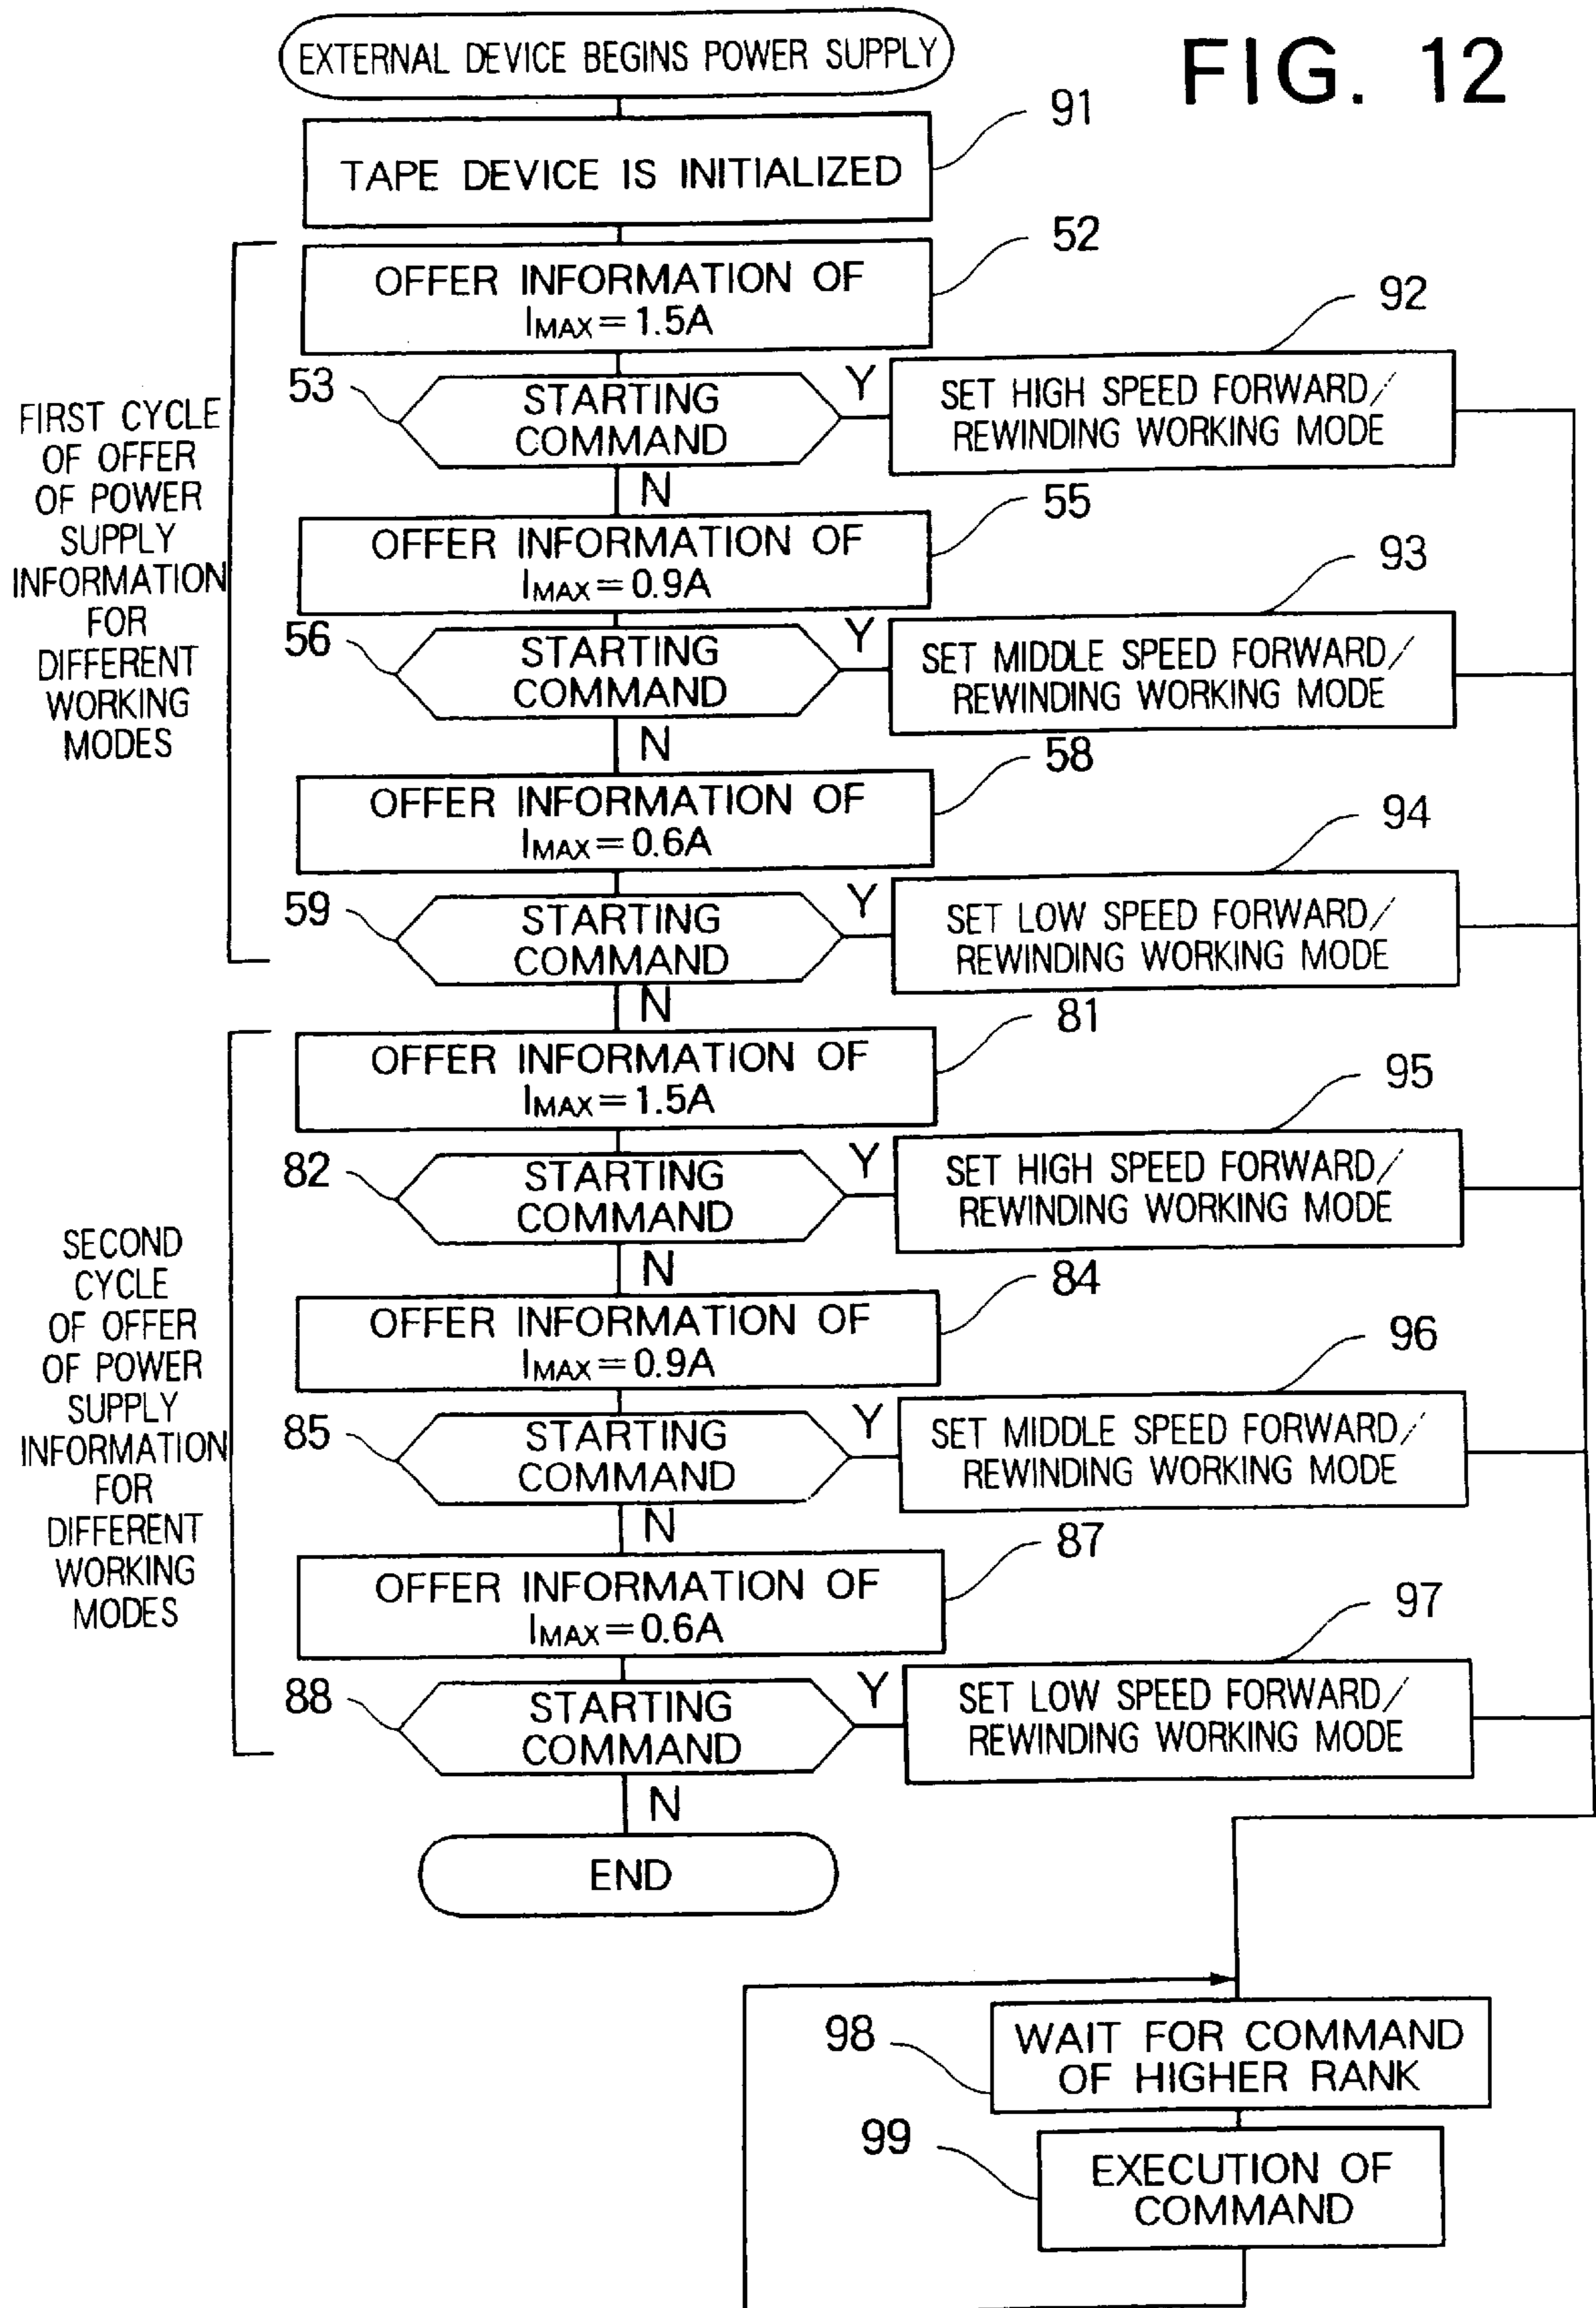 FIG. 12
EXTERNAL DEVICE BEGINS POWER SUPPLY
91
TAPE DEVICE IS INITIALIZED
52
OFFER INFORMATION OF
IMAX=1.5A
92
53
STARTING
COMMAND
Y
SET HIGH SPEED FORWARD/
REWINDING WORKING MODE
N
55
OFFER INFORMATION OF
IMAX=0.9A
93
56
STARTING
COMMAND
Y
SET MIDDLE SPEED FORWARD/
REWINDING WORKING MODE
N
58
OFFER INFORMATION OF
IMAX=0.6A
94
59
STARTING
COMMAND
Y
SET LOW SPEED FORWARD/
REWINDING WORKING MODE
N
FIRST CYCLE
OF OFFER
OF POWER
SUPPLY
INFORMATION
FOR
DIFFERENT
WORKING
MODES
81
OFFER INFORMATION OF
IMAX=1.5A
95
82
STARTING
COMMAND
Y
SET HIGH SPEED FORWARD/
REWINDING WORKING MODE
N
84
OFFER INFORMATION OF
IMAX=0.9A
96
85
STARTING
COMMAND
Y
SET MIDDLE SPEED FORWARD/
REWINDING WORKING MODE
N
87
OFFER INFORMATION OF
IMAX=0.6A
97
88
STARTING
COMMAND
Y
SET LOW SPEED FORWARD/
REWINDING WORKING MODE
N
SECOND
CYCLE
OF OFFER
OF POWER
SUPPLY
INFORMATION
FOR
DIFFERENT
WORKING
MODES
END
98
WAIT FOR COMMAND
OF HIGHER RANK
99
EXECUTION OF
COMMAND